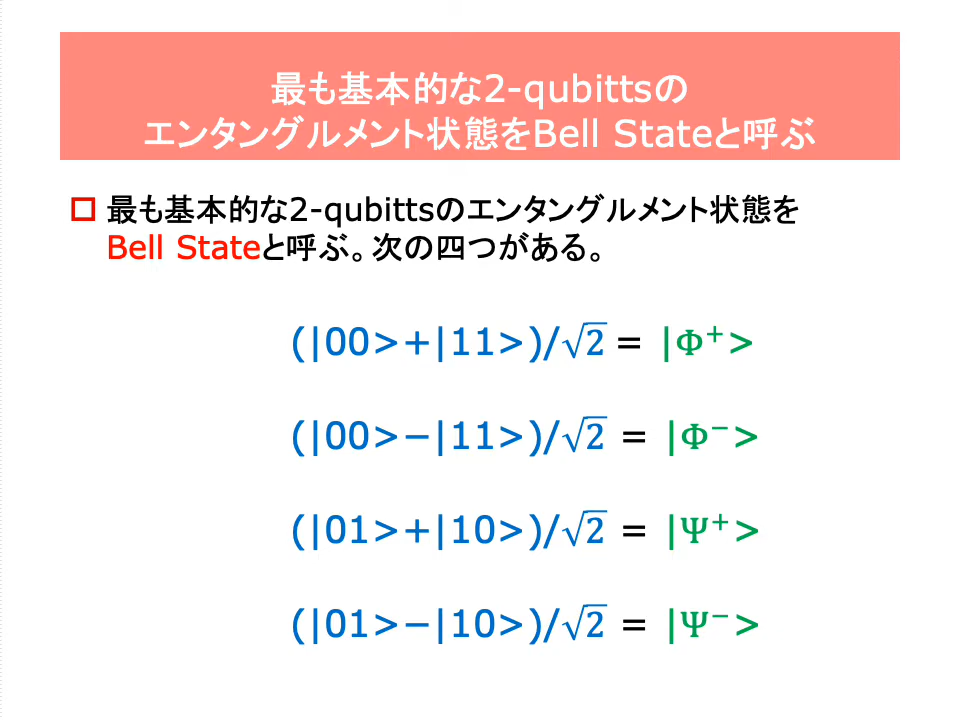 最も基本的な2-qubittsの
エンタングルメント状態をBell Stateと呼ぶ
最も基本的な2-qubittsのエンタングルメント状態を
Bell Stateと呼ぶ。次の四つがある。
(|00>+|11>)/√2 = |Φ⁺>
(|00>−|11>)/√2 = |Φ⁻>
(|01>+|10>)/√2 = |Ψ⁺>
(|01>−|10>)/√2 = |Ψ⁻>